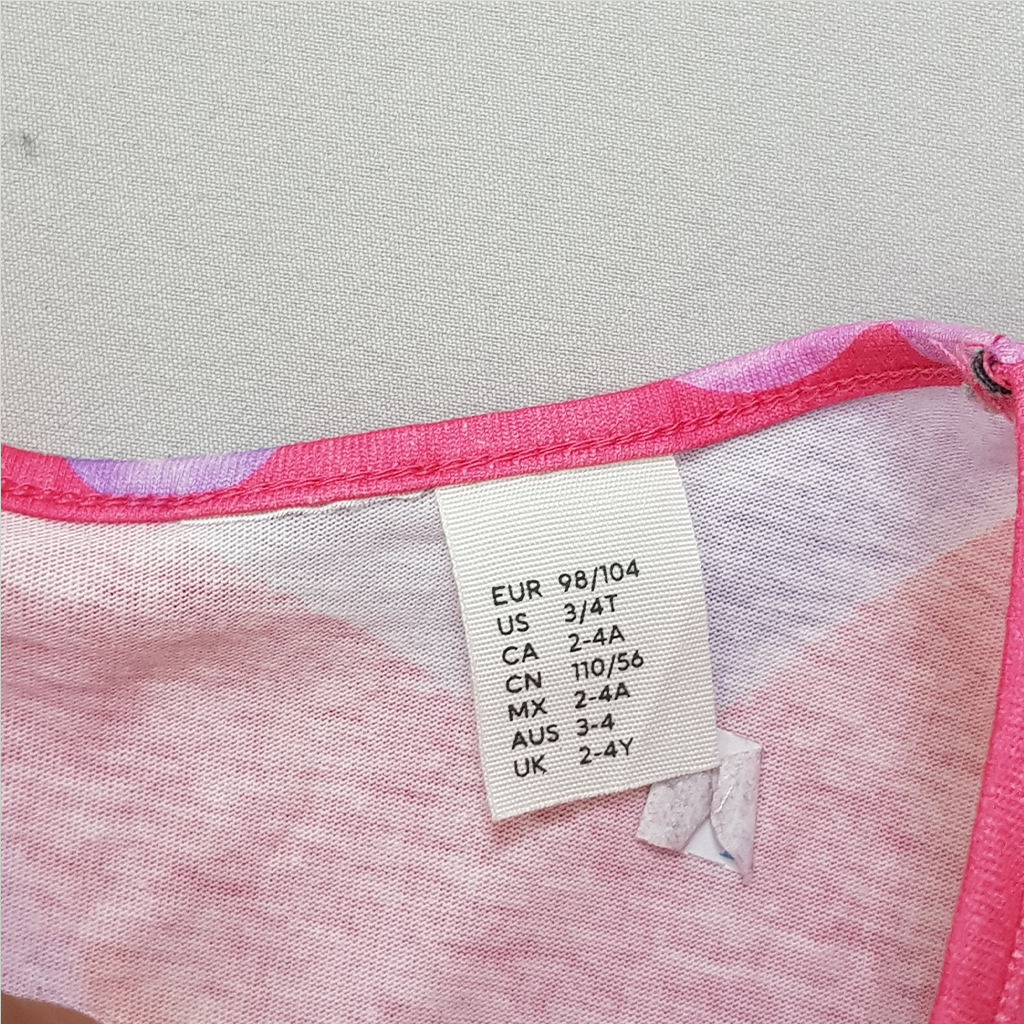 EUR 98/104
US 3/4T
CA 2-4A
CN 110/56
MX 2-4A
AUS 3-4
UK 2-4Y